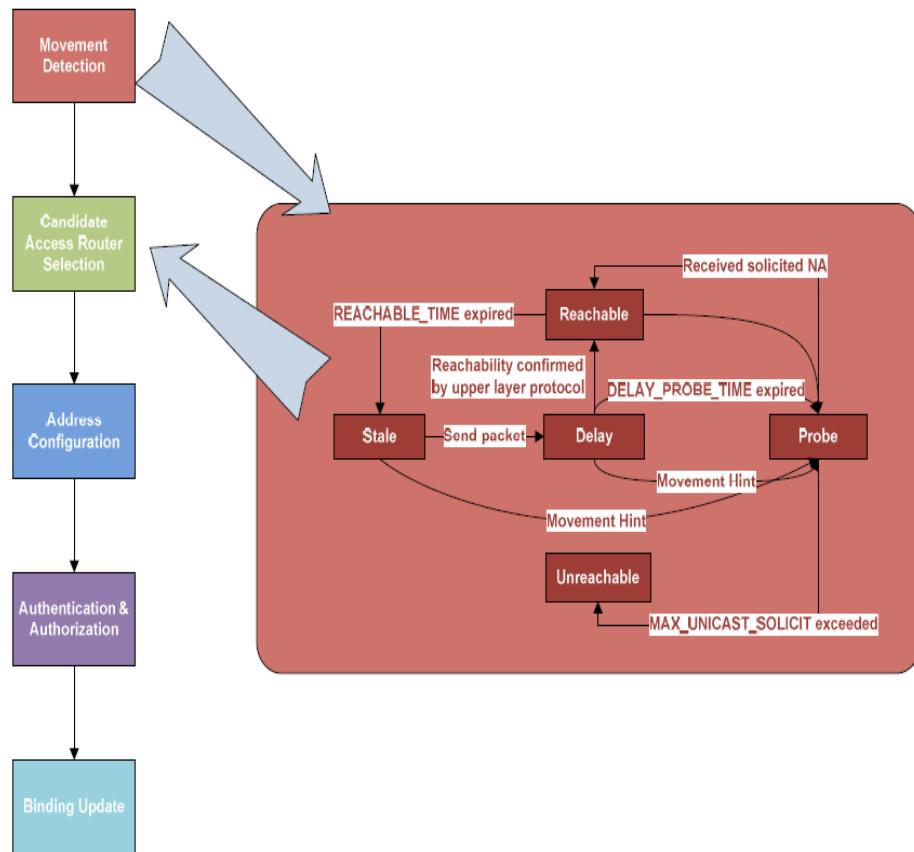 Movement
Detection
Candidate
Access Router
Selection
Address
Configuration
Authentication &
Authorization
Binding Update
Received solicited NA
REACHABLE_TIME expired
Reachable
Reachability confirmed
by upper layer protocol
DELAY_PROBE_TIME expired
Stale
Send packet
Delay
Probe
Movement Hint
Movement Hint
Unreachable
MAX_UNICAST_SOLICIT exceeded